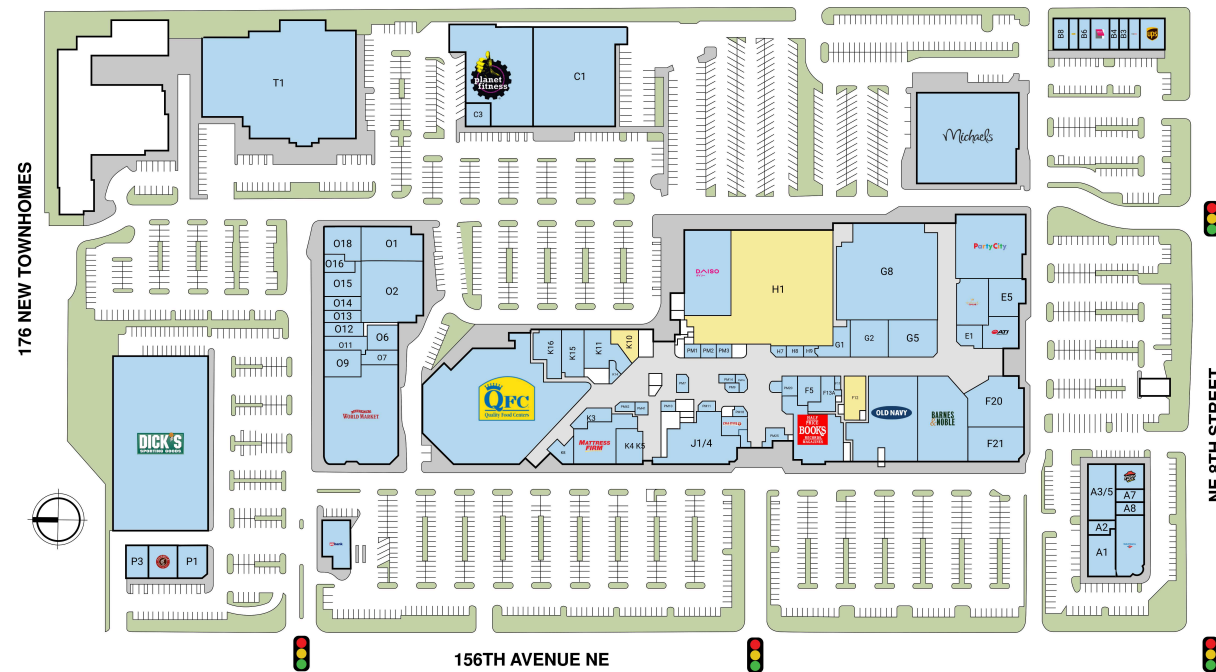 B8
B6
B4
B3
ups
T1
planet
fitness
C1
C3
Michaels
176 NEW TOWNHOMES
O18
O1
O16
O15
O2
O14
O13
O12
O6
O11
O7
O9
WORLD MARKET
DAISO
H1
G8
PartyCity
E5
E1
ATI
G1
G2
G5
H7
H8
H9
PM1
PM2
PM3
K16
K15
K11
K10
QFC
Quality Food Centers
K3
MATTRESS
FIRM
K4
K5
J1/4
F5
F13A
F12
HALF
PRICE
BOOKS
RECORDS
MAGAZINES
OLD NAVY
BARNES
&NOBLE
F20
F21
DICK'S
SPORTING GOODS
P3
P1
A3/5
A7
A8
A2
A1
NE 8TH STREET
156TH AVENUE NE